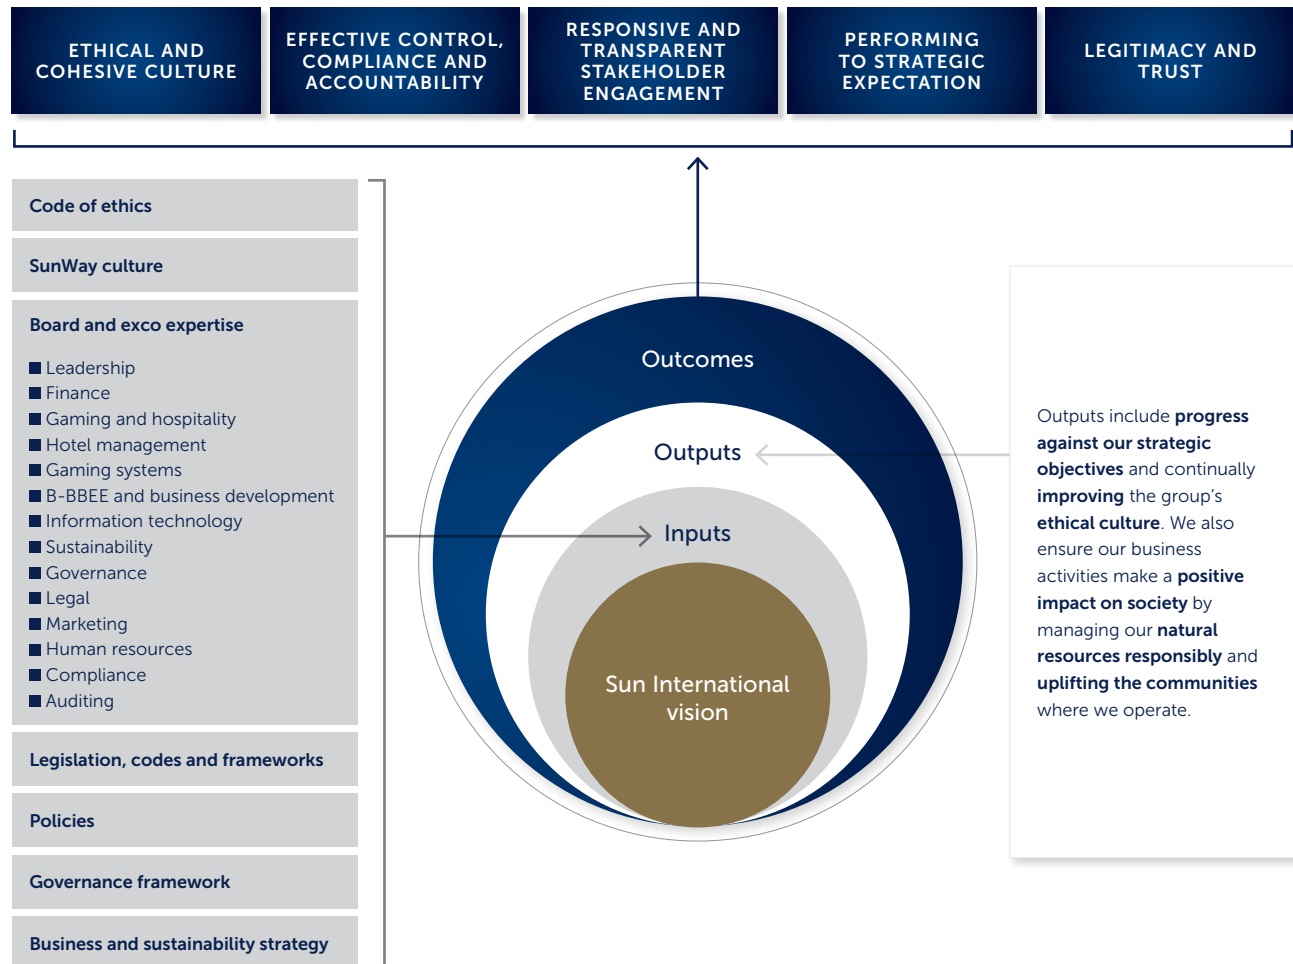 ETHICAL AND
COHESIVE CULTURE
EFFECTIVE CONTROL,
COMPLIANCE AND
ACCOUNTABILITY
RESPONSIVE AND
TRANSPARENT
STAKEHOLDER
ENGAGEMENT
PERFORMING
TO STRATEGIC
EXPECTATION
LEGITIMACY AND
TRUST
Code of ethics
SunWay culture
Board and exco expertise
Leadership
Finance
Gaming and hospitality
Hotel management
Gaming systems
B-BBEE and business development
Information technology
Sustainability
Governance
Legal
Marketing
Human resources
Compliance
Auditing
Legislation, codes and frameworks
Policies
Governance framework
Business and sustainability strategy
Outcomes
Outputs
Inputs
Sun International
vision
Outputs include progress
against our strategic
objectives and continually
improving the group's
ethical culture. We also
ensure our business
activities make a positive
impact on society by
managing our natural
resources responsibly and
uplifting the communities
where we operate.